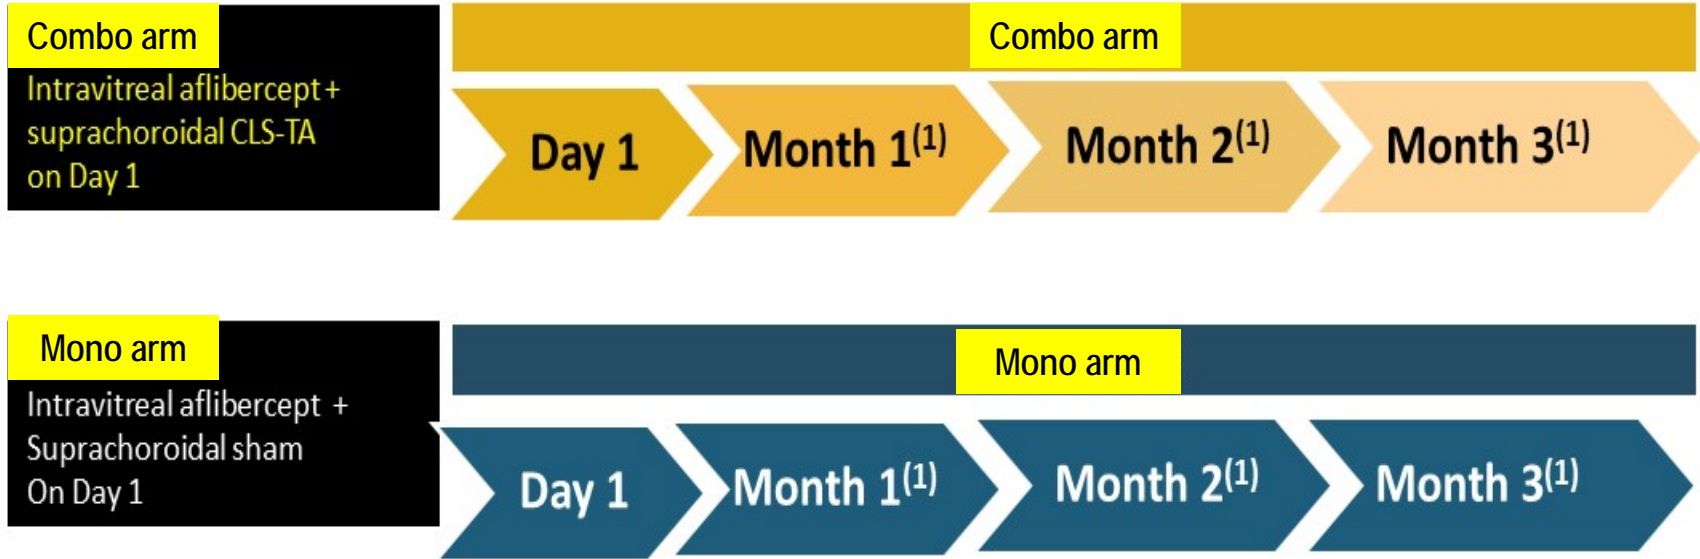 Combo arm
Intravitreal aflibercept +
suprachoroidal CLS-TA
on Day 1
Combo arm
Day 1
Month 1(1)
Month 2(1)
Month 3(1)
Mono arm
Intravitreal aflibercept +
Suprachoroidal sham
On Day 1
Mono arm
Day 1
Month 1(1)
Month 2(1)
Month 3(1)